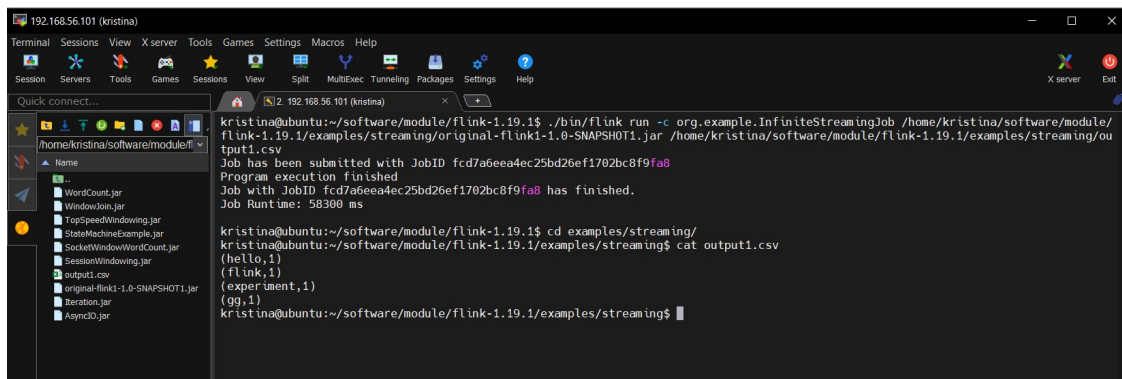 192.168.56.101 (kristina)
Terminal Sessions View X server Tools Games Settings Macros Help
Session Servers Tools Games Sessions View Split MultiExec Tunneling Packages Settings Help X server Exit
Quick connect...
2. 192.168.56.101 (kristina)
/home/kristina/software/module/fl
Name
..
WordCount.jar
WindowJoin.jar
TopSpeedWindowing.jar
StateMachineExample.jar
SocketWindowWordCount.jar
SessionWindowing.jar
output1.csv
original-flink1-1.0-SNAPSHOT1.jar
Iteration.jar
AsyncIO.jar
kristina@ubuntu:~/software/module/flink-1.19.1$ ./bin/flink run -c org.example.InfiniteStreamingJob /home/kristina/software/module/
flink-1.19.1/examples/streaming/original-flink1-1.0-SNAPSHOT1.jar /home/kristina/software/module/flink-1.19.1/examples/streaming/ou
tput1.csv
Job has been submitted with JobID fcd7a6eea4ec25bd26ef1702bc8f9fa8
Program execution finished
Job with JobID fcd7a6eea4ec25bd26ef1702bc8f9fa8 has finished.
Job Runtime: 58300 ms
kristina@ubuntu:~/software/module/flink-1.19.1$ cd examples/streaming/
kristina@ubuntu:~/software/module/flink-1.19.1/examples/streaming$ cat output1.csv
(hello,1)
(flink,1)
(experiment,1)
(gg,1)
kristina@ubuntu:~/software/module/flink-1.19.1/examples/streaming$